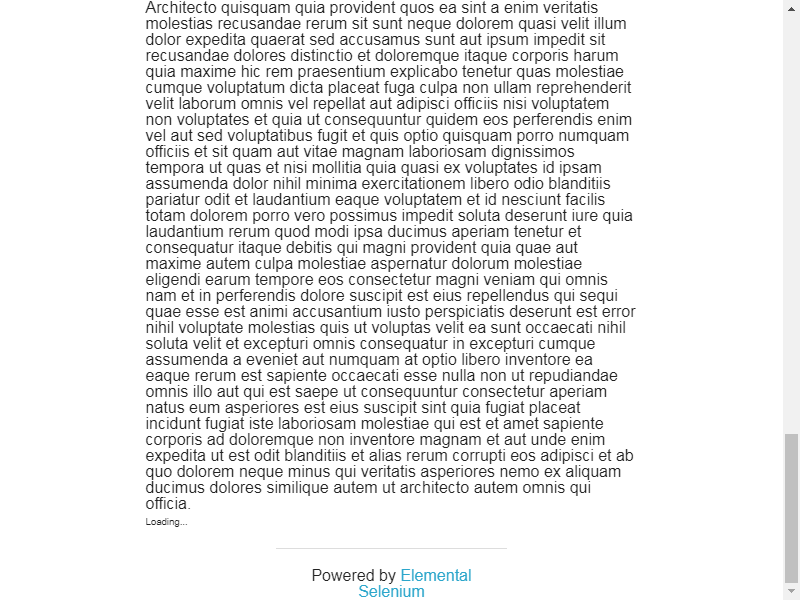 Architecto quisquam quia provident quos ea sint a enim veritatis
molestias recusandae rerum sit sunt neque dolorem quasi velit illum
dolor expedita quaerat sed accusamus sunt aut ipsum impedit sit
recusandae dolores distinctio et doloremque itaque corporis harum
quia maxime hic rem praesentium explicabo tenetur quas molestiae
cumque voluptatum dicta placeat fuga culpa non ullam reprehenderit
velit laborum omnis vel repellat aut adipisci officiis nisi voluptatem
non voluptates et quia ut consequuntur quidem eos perferendis enim
vel aut sed voluptatibus fugit et quis optio quisquam porro numquam
officiis et sit quam aut vitae magnam laboriosam dignissimos
tempora ut quas et nisi mollitia quia quasi ex voluptates id ipsam
assumenda dolor nihil minima exercitationem libero odio blanditiis
pariatur odit et laudantium eaque voluptatem et id nesciunt facilis
totam dolorem porro vero possimus impedit soluta deserunt iure quia
laudantium rerum quod modi ipsa ducimus aperiam tenetur et
consequatur itaque debitis qui magni provident quia quae aut
maxime autem culpa molestiae aspernatur dolorum molestiae
eligendi earum tempore eos consectetur magni veniam qui omnis
nam et in perferendis dolore suscipit est eius repellendus qui sequi
quae esse est animi accusantium iusto perspiciatis deserunt est error
nihil voluptate molestias quis ut voluptas velit ea sunt occaecati nihil
soluta velit et excepturi omnis consequatur in excepturi cumque
assumenda a eveniet aut numquam at optio libero inventore ea
eaque rerum est sapiente occaecati esse nulla non ut repudiandae
omnis illo aut qui est saepe ut consequuntur consectetur aperiam
natus eum asperiores est eius suscipit sint quia fugiat placeat
incidunt fugiat iste laboriosam molestiae qui est et amet sapiente
corporis ad doloremque non inventore magnam et aut unde enim
expedita ut est odit blanditiis et alias rerum corrupti eos adipisci et ab
quo dolorem neque minus qui veritatis asperiores nemo ex aliquam
ducimus dolores similique autem ut architecto autem omnis qui
officia.
Loading...
Powered by Elemental
Selenium